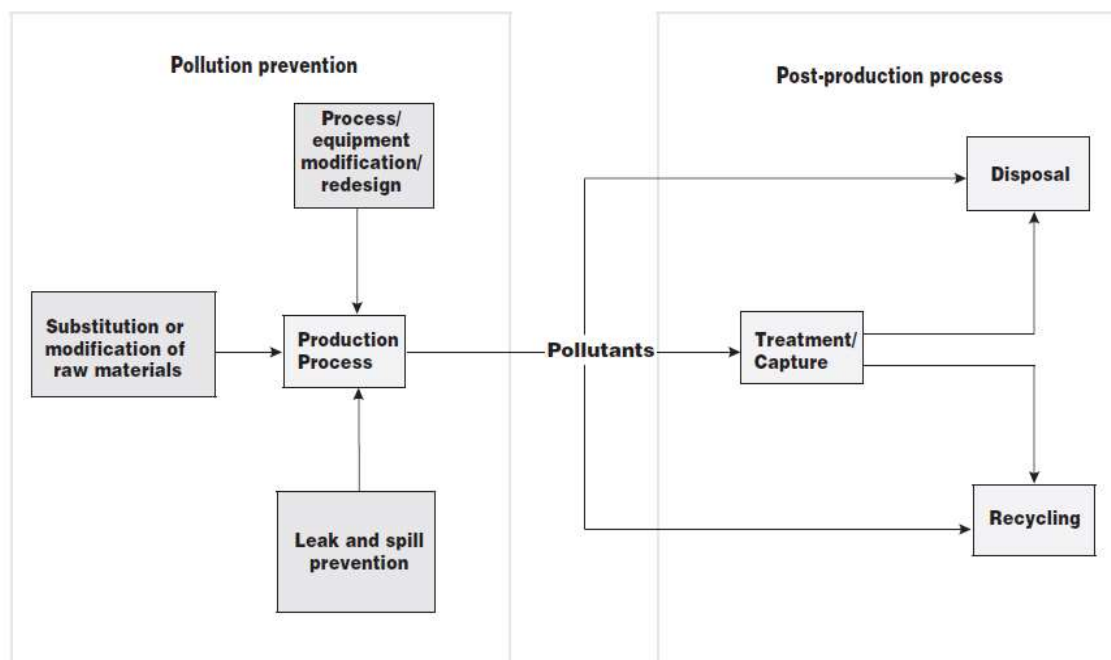 Pollution prevention
Post-production process
Process/
equipment
modification/
redesign
Disposal
Substitution or
modification of
raw materials
Production
Process
Pollutants
Treatment/
Capture
Leak and spill
prevention
Recycling